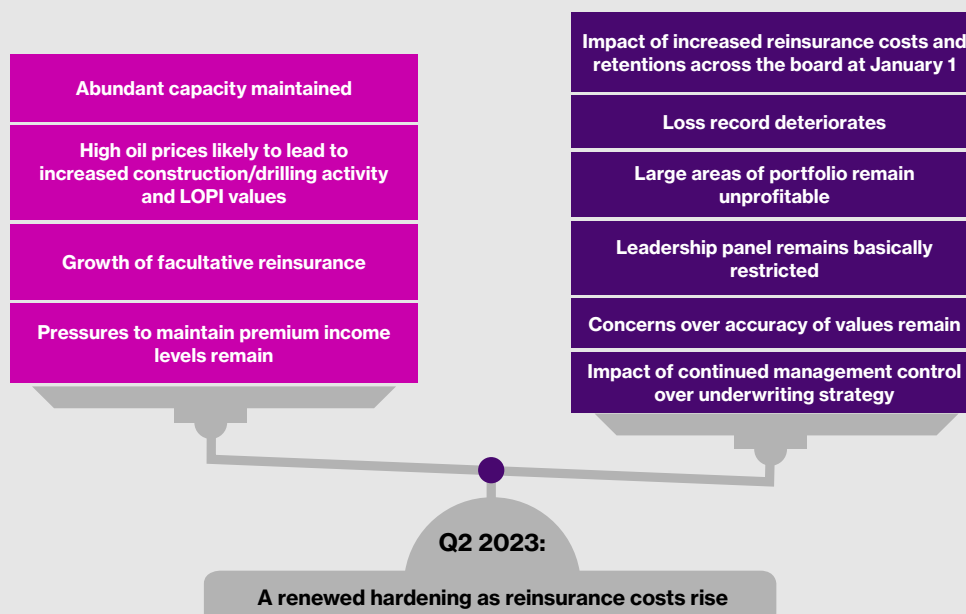 Abundant capacity maintained
High oil prices likely to lead to
increased construction/drilling activity
and LOPI values
Growth of facultative reinsurance
Pressures to maintain premium income
levels remain
Impact of increased reinsurance costs and
retentions across the board at January 1
Loss record deteriorates
Large areas of portfolio remain
unprofitable
Leadership panel remains basically
restricted
Concerns over accuracy of values remain
Impact of continued management control
over underwriting strategy
Q2 2023:
A renewed hardening as reinsurance costs rise